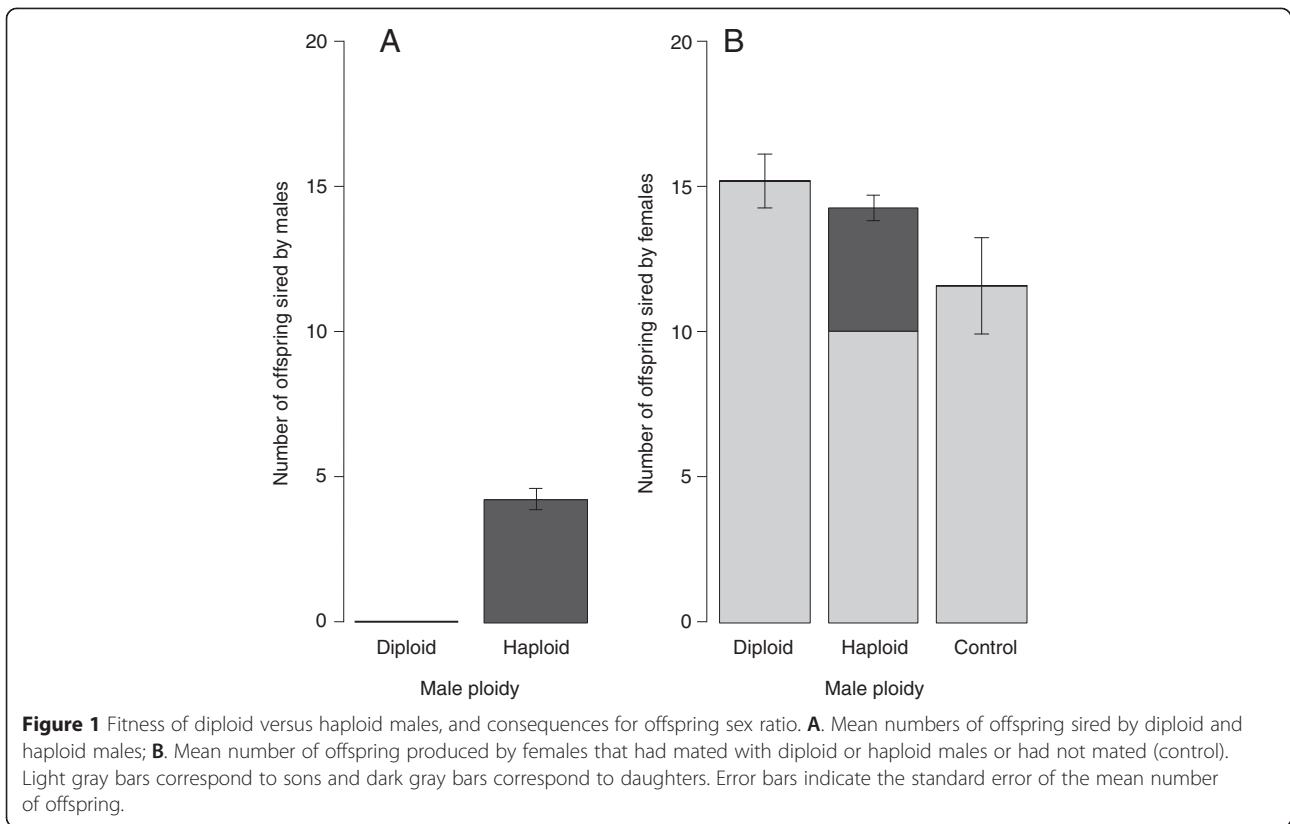 A
20
15
10
5
0
Number of offspring sired by males
Diploid Haploid
Male ploidy
B
20
15
10
5
0
Number of offspring sired by females
Diploid Haploid Control
Male ploidy
Figure 1 Fitness of diploid versus haploid males, and consequences for offspring sex ratio. A. Mean numbers of offspring sired by diploid and
haploid males; B. Mean number of offspring produced by females that had mated with diploid or haploid males or had not mated (control).
Light gray bars correspond to sons and dark gray bars correspond to daughters. Error bars indicate the standard error of the mean number
of offspring.